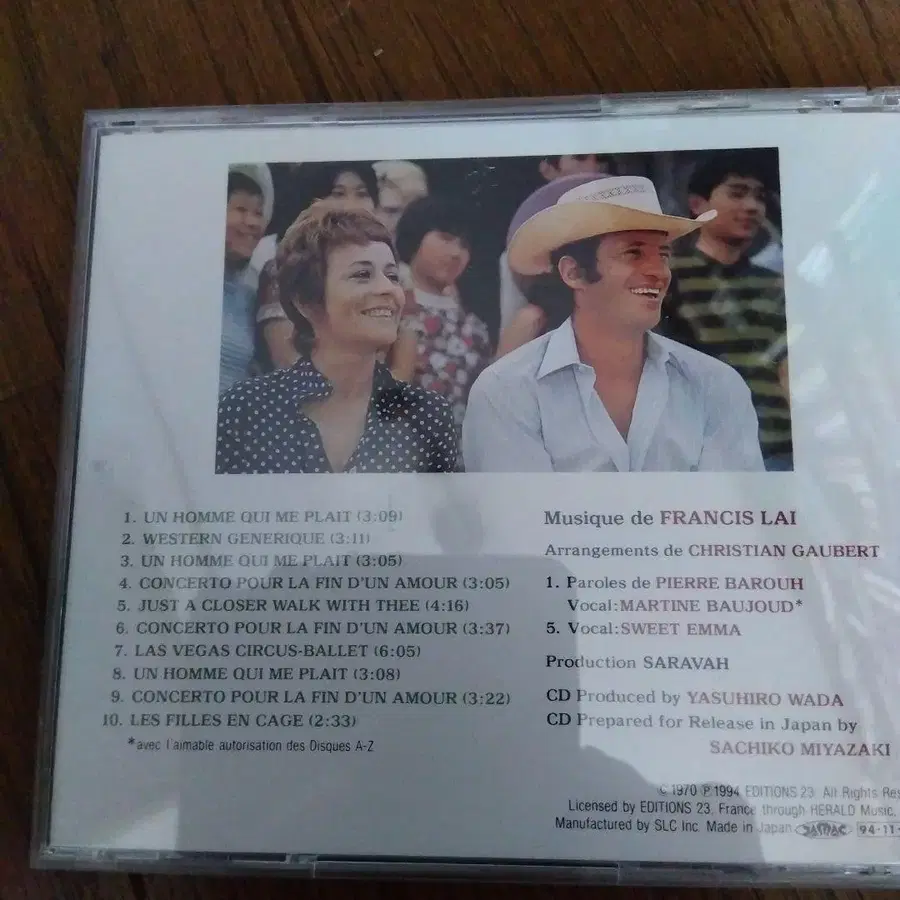 1. UN HOMME QUI ME PLAIT (3:09)
2. WESTERN GENERIQUE (3:11)
3. UN HOMME QUI ME PLAIT (3:05)
4. CONCERTO POUR LA FIN D'UN AMOUR (3:05)
5. JUST A CLOSER WALK WITH THEE (4:16)
6. CONCERTO POUR LA FIN D'UN AMOUR (3:37)
7. LAS VEGAS CIRCUS-BALLET (6:05)
8. UN HOMME QUI ME PLAIT (3:08)
9. CONCERTO POUR LA FIN D'UN AMOUR (3:22)
10. LES FILLES EN CAGE (2:33)
*avec l'aimable autorisation des Disques A-Z
Musique de FRANCIS LAI
Arrangements de CHRISTIAN GAUBERT
1. Paroles de PIERRE BAROUH
Vocal:MARTINE BAUJOUD*
5. Vocal:SWEET EMMA
Production SARAVAH
CD Produced by YASUHIRO WADA
CD Prepared for Release in Japan by
SACHIKO MIYAZAKI
© 1970 ℗ 1994 EDITIONS 23. All Rights Res
Licensed by EDITIONS 23, France through HERALD Music,
Manufactured by SLC Inc. Made in Japan 94-11-